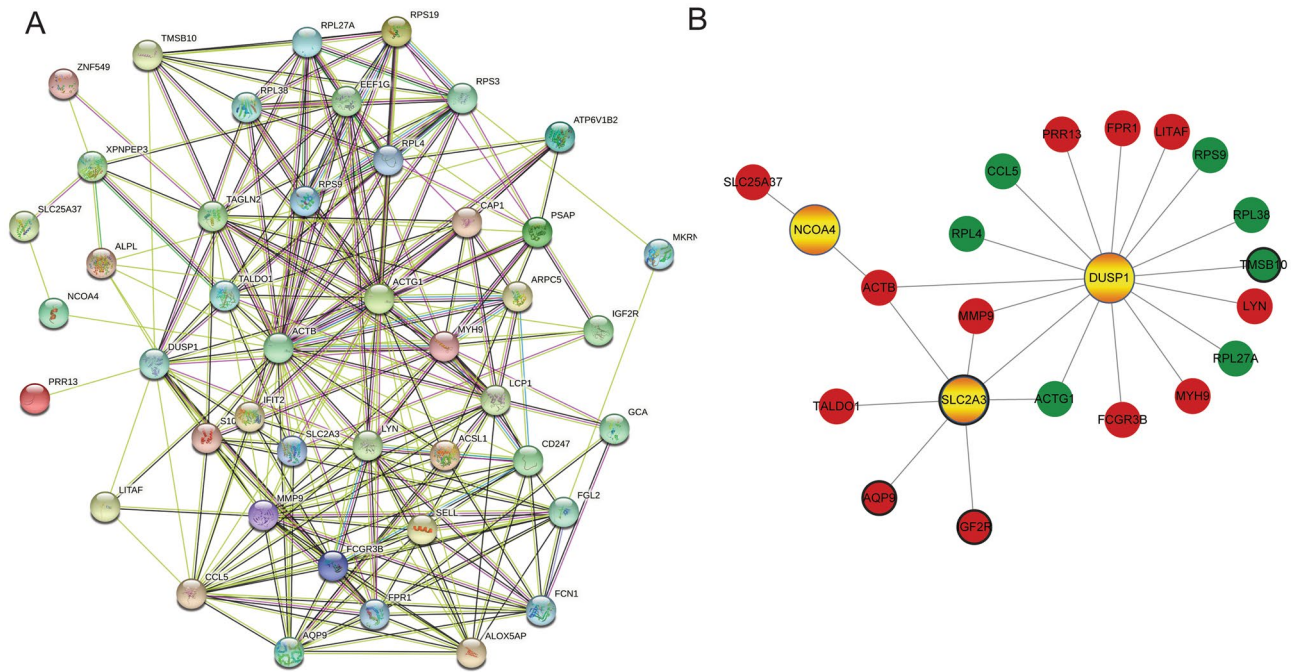 A
B
RPS19
RPL27A
TMSB10
ZNF549
RPL38
EEF1G
RPS3
ATP6V1B2
XPNPEP3
RPL4
RPS9
TAGLN2
CAP1
PSAP
SLC25A37
MKRN
ALPL
TALDO1
ACTG1
ARPC5
NCOA4
ACTB
MYH9
IGF2R
DUSP1
PRR13
LCP1
IFIT2
S10
SLC2A3
LYN
ACSL1
GCA
CD247
LITAF
MMP9
SELL
FGL2
FCGR3B
CCL5
FPR1
FCN1
AQP9
ALOX5AP
PRR13
FPR1
LITAF
CCL5
RPS9
SLC25A37
NCOA4
RPL4
RPL38
DUSP1
TMSB10
ACTB
MMP9
LYN
RPL27A
TALDO1
SLC2A3
ACTG1
FCGR3B
MYH9
AQP9
GF2R